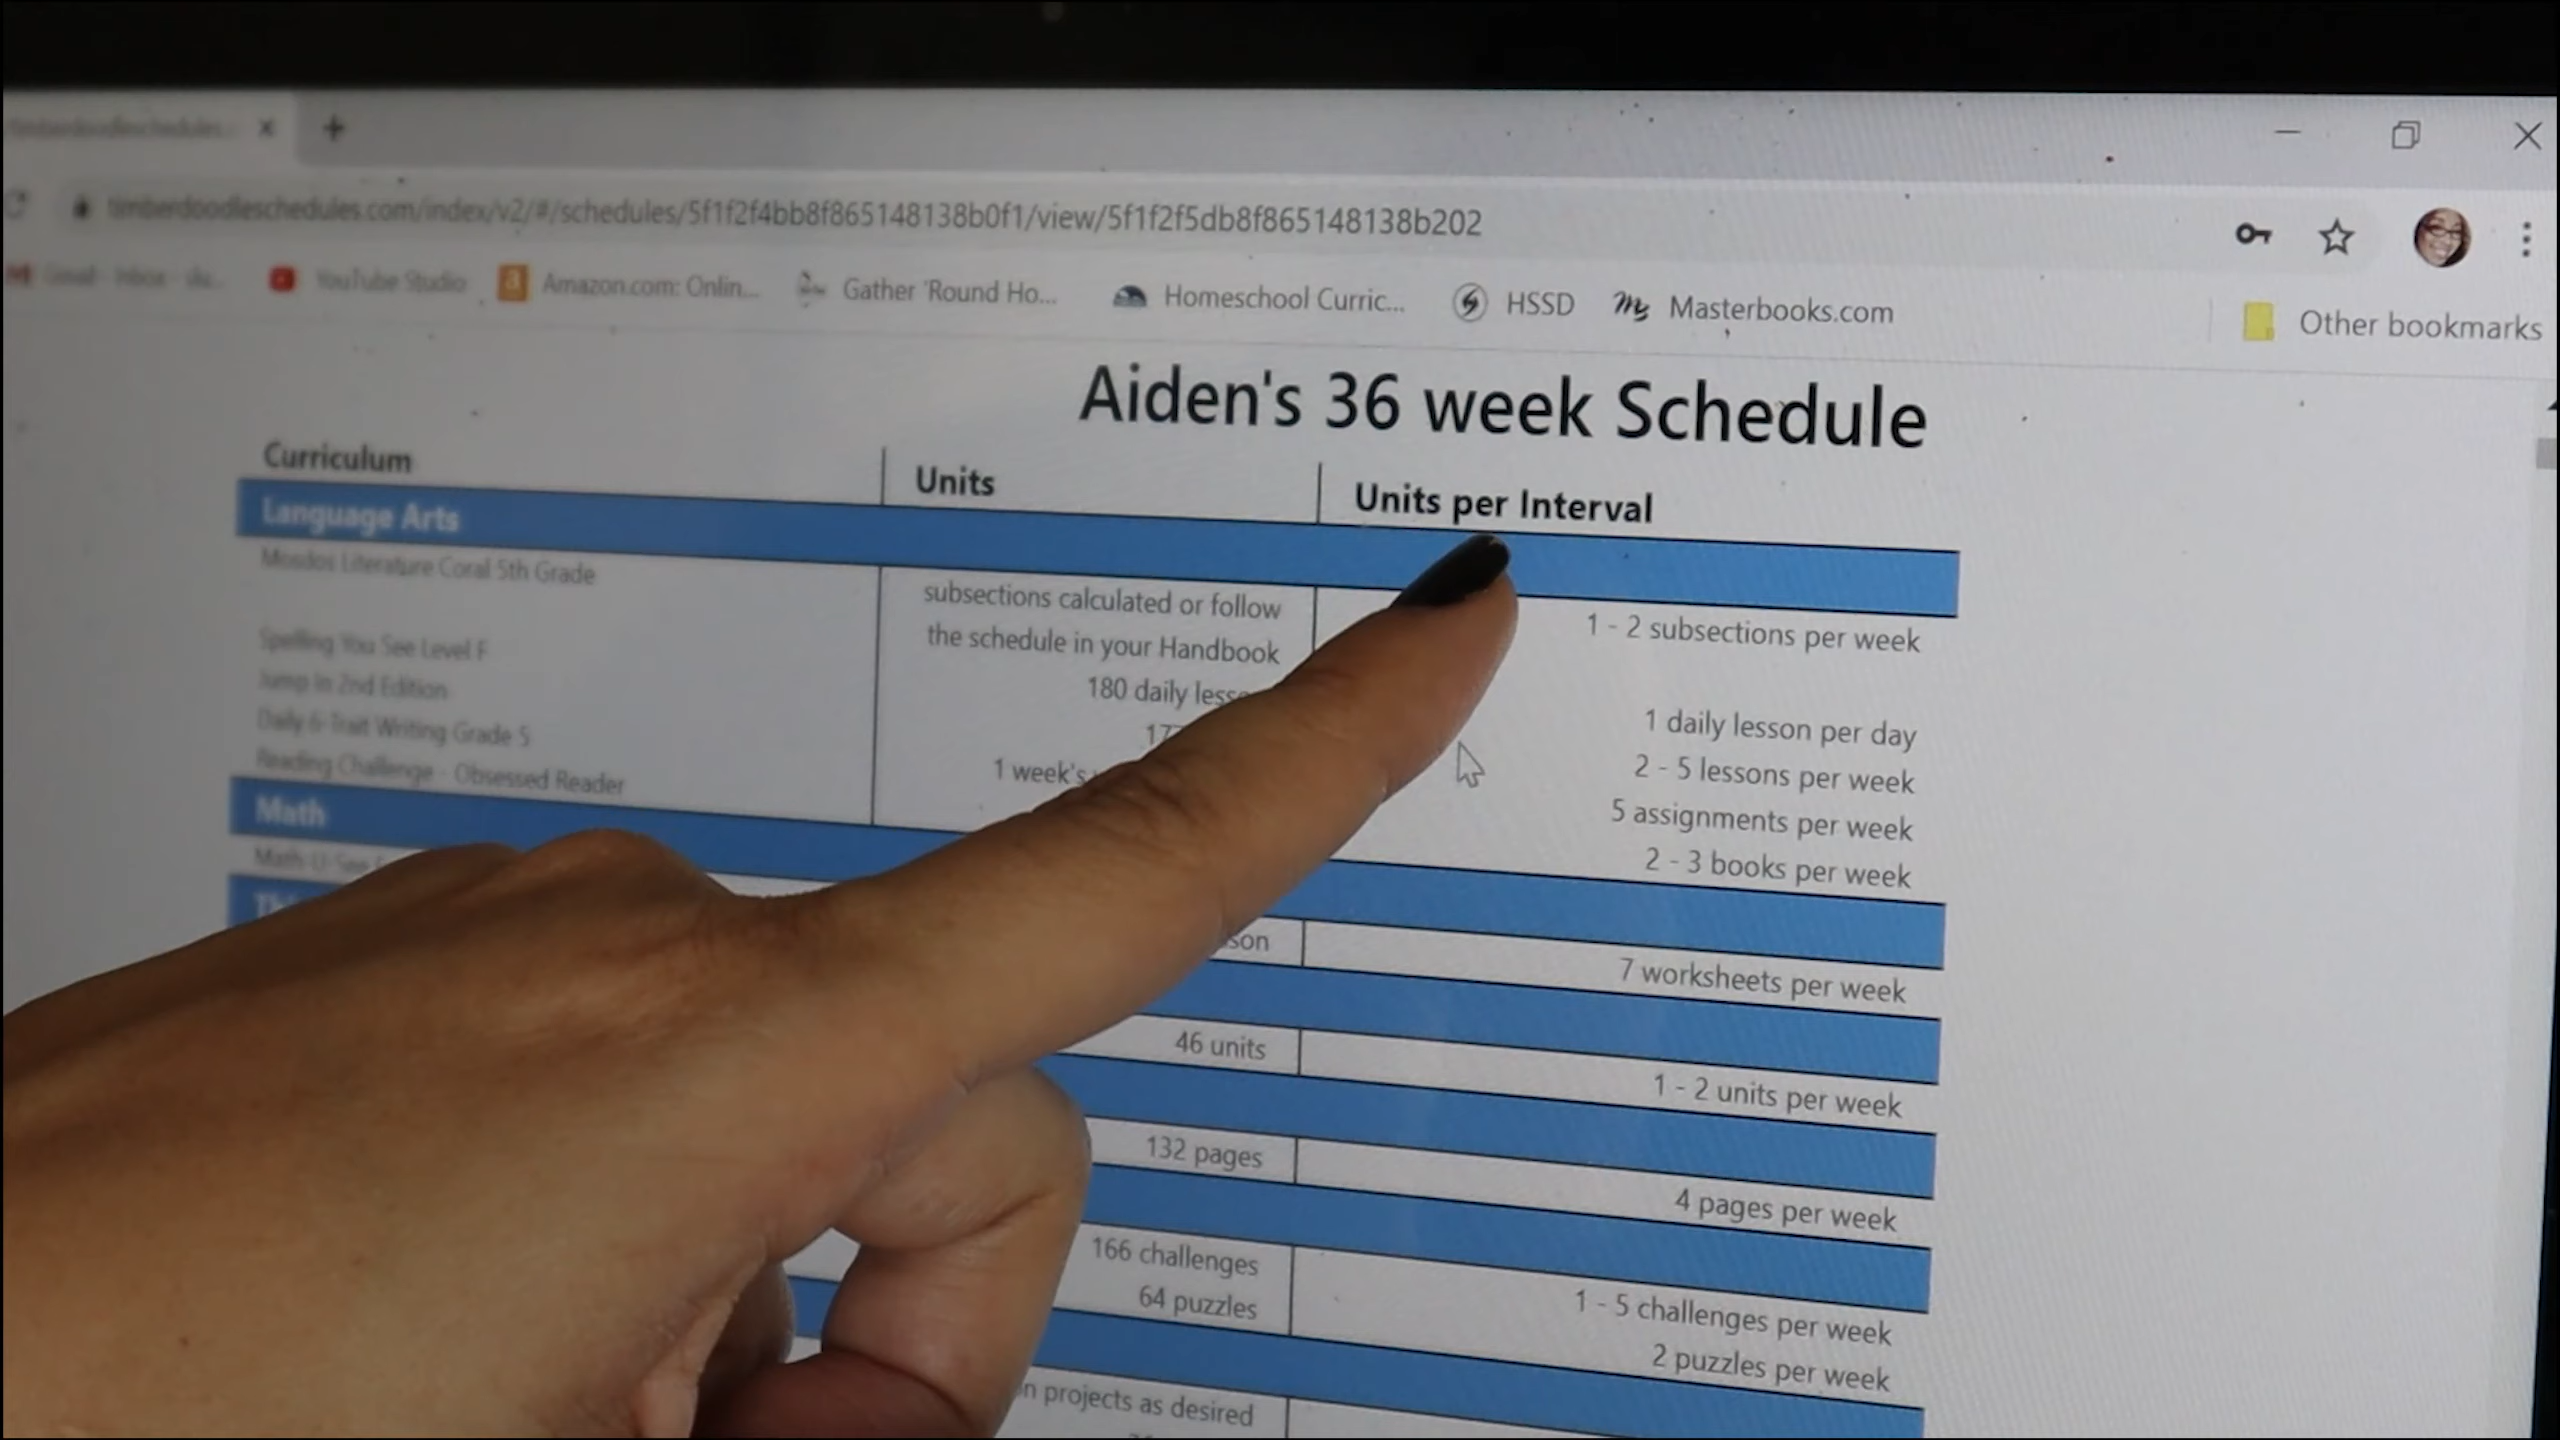 timberdoodleschedules.com/index/v2/#/schedules/5f1f2f4bb8f865148138b0f1/view/5f1f2f5db8f865148138b202
Gmail - Inbox YouTube Studio Amazon.com: Onlin... Gather 'Round Ho... Homeschool Curric... HSSD Masterbooks.com Other bookmarks
Aiden's 36 week Schedule
Curriculum Units Units per Interval
Language Arts
Mosdos Literature Coral 5th Grade subsections calculated or follow 1 - 2 subsections per week
the schedule in your Handbook
Spelling You See Level F 180 daily 1 daily lesson per day
Jump In 2nd Edition 2 - 5 lessons per week
Daily 6-Trait Writing Grade 5 1 week's 5 assignments per week
Reading Challenge - Obsessed Reader 2 - 3 books per week
Math
Math-U-See 7 worksheets per week
46 units 1 - 2 units per week
132 pages 4 pages per week
166 challenges 1 - 5 challenges per week
64 puzzles 2 puzzles per week
projects as desired